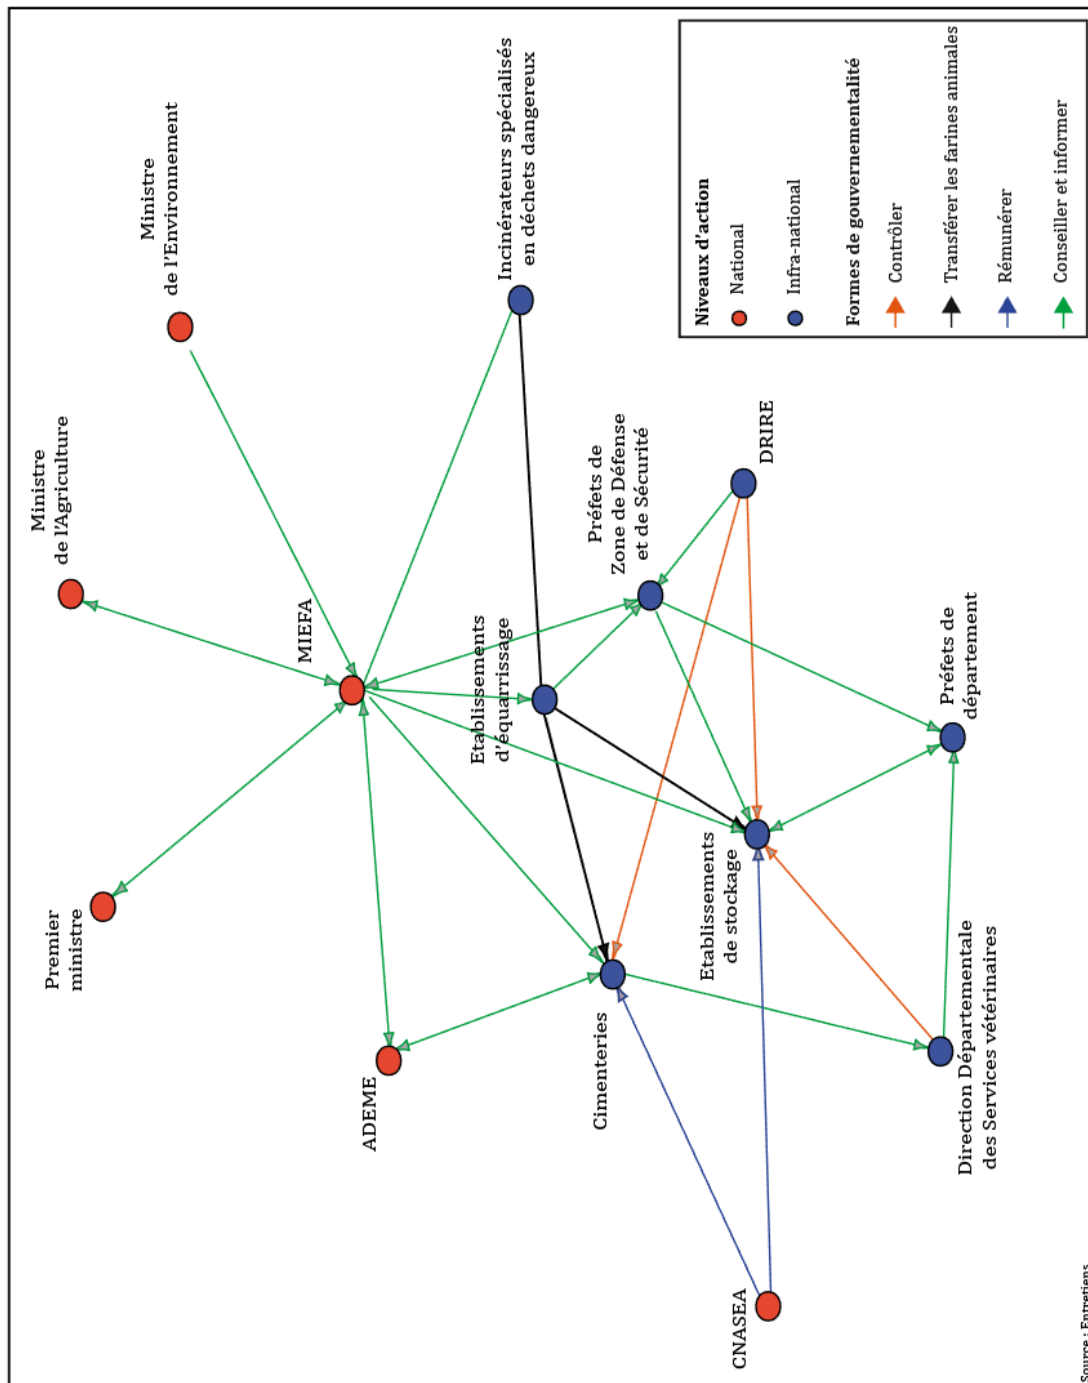 Ministre
de l'Environnement
Ministre
de l'Agriculture
Premier
ministre
MIEFA
Incinérateurs spécialisés
en déchets dangereux
ADEME
Etablissements
d'équarrissage
Préfets de
Zone de Défense
et de Sécurité
DRIRE
Cimenteries
Etablissements
de stockage
Préfets de
département
CNASEA
Direction Départementale
des Services vétérinaires
Niveaux d'action
National
Infra-national
Formes de gouvernementalité
Contrôler
Transférer les farines animales
Rémunérer
Conseiller et informer
Source : Entretiens